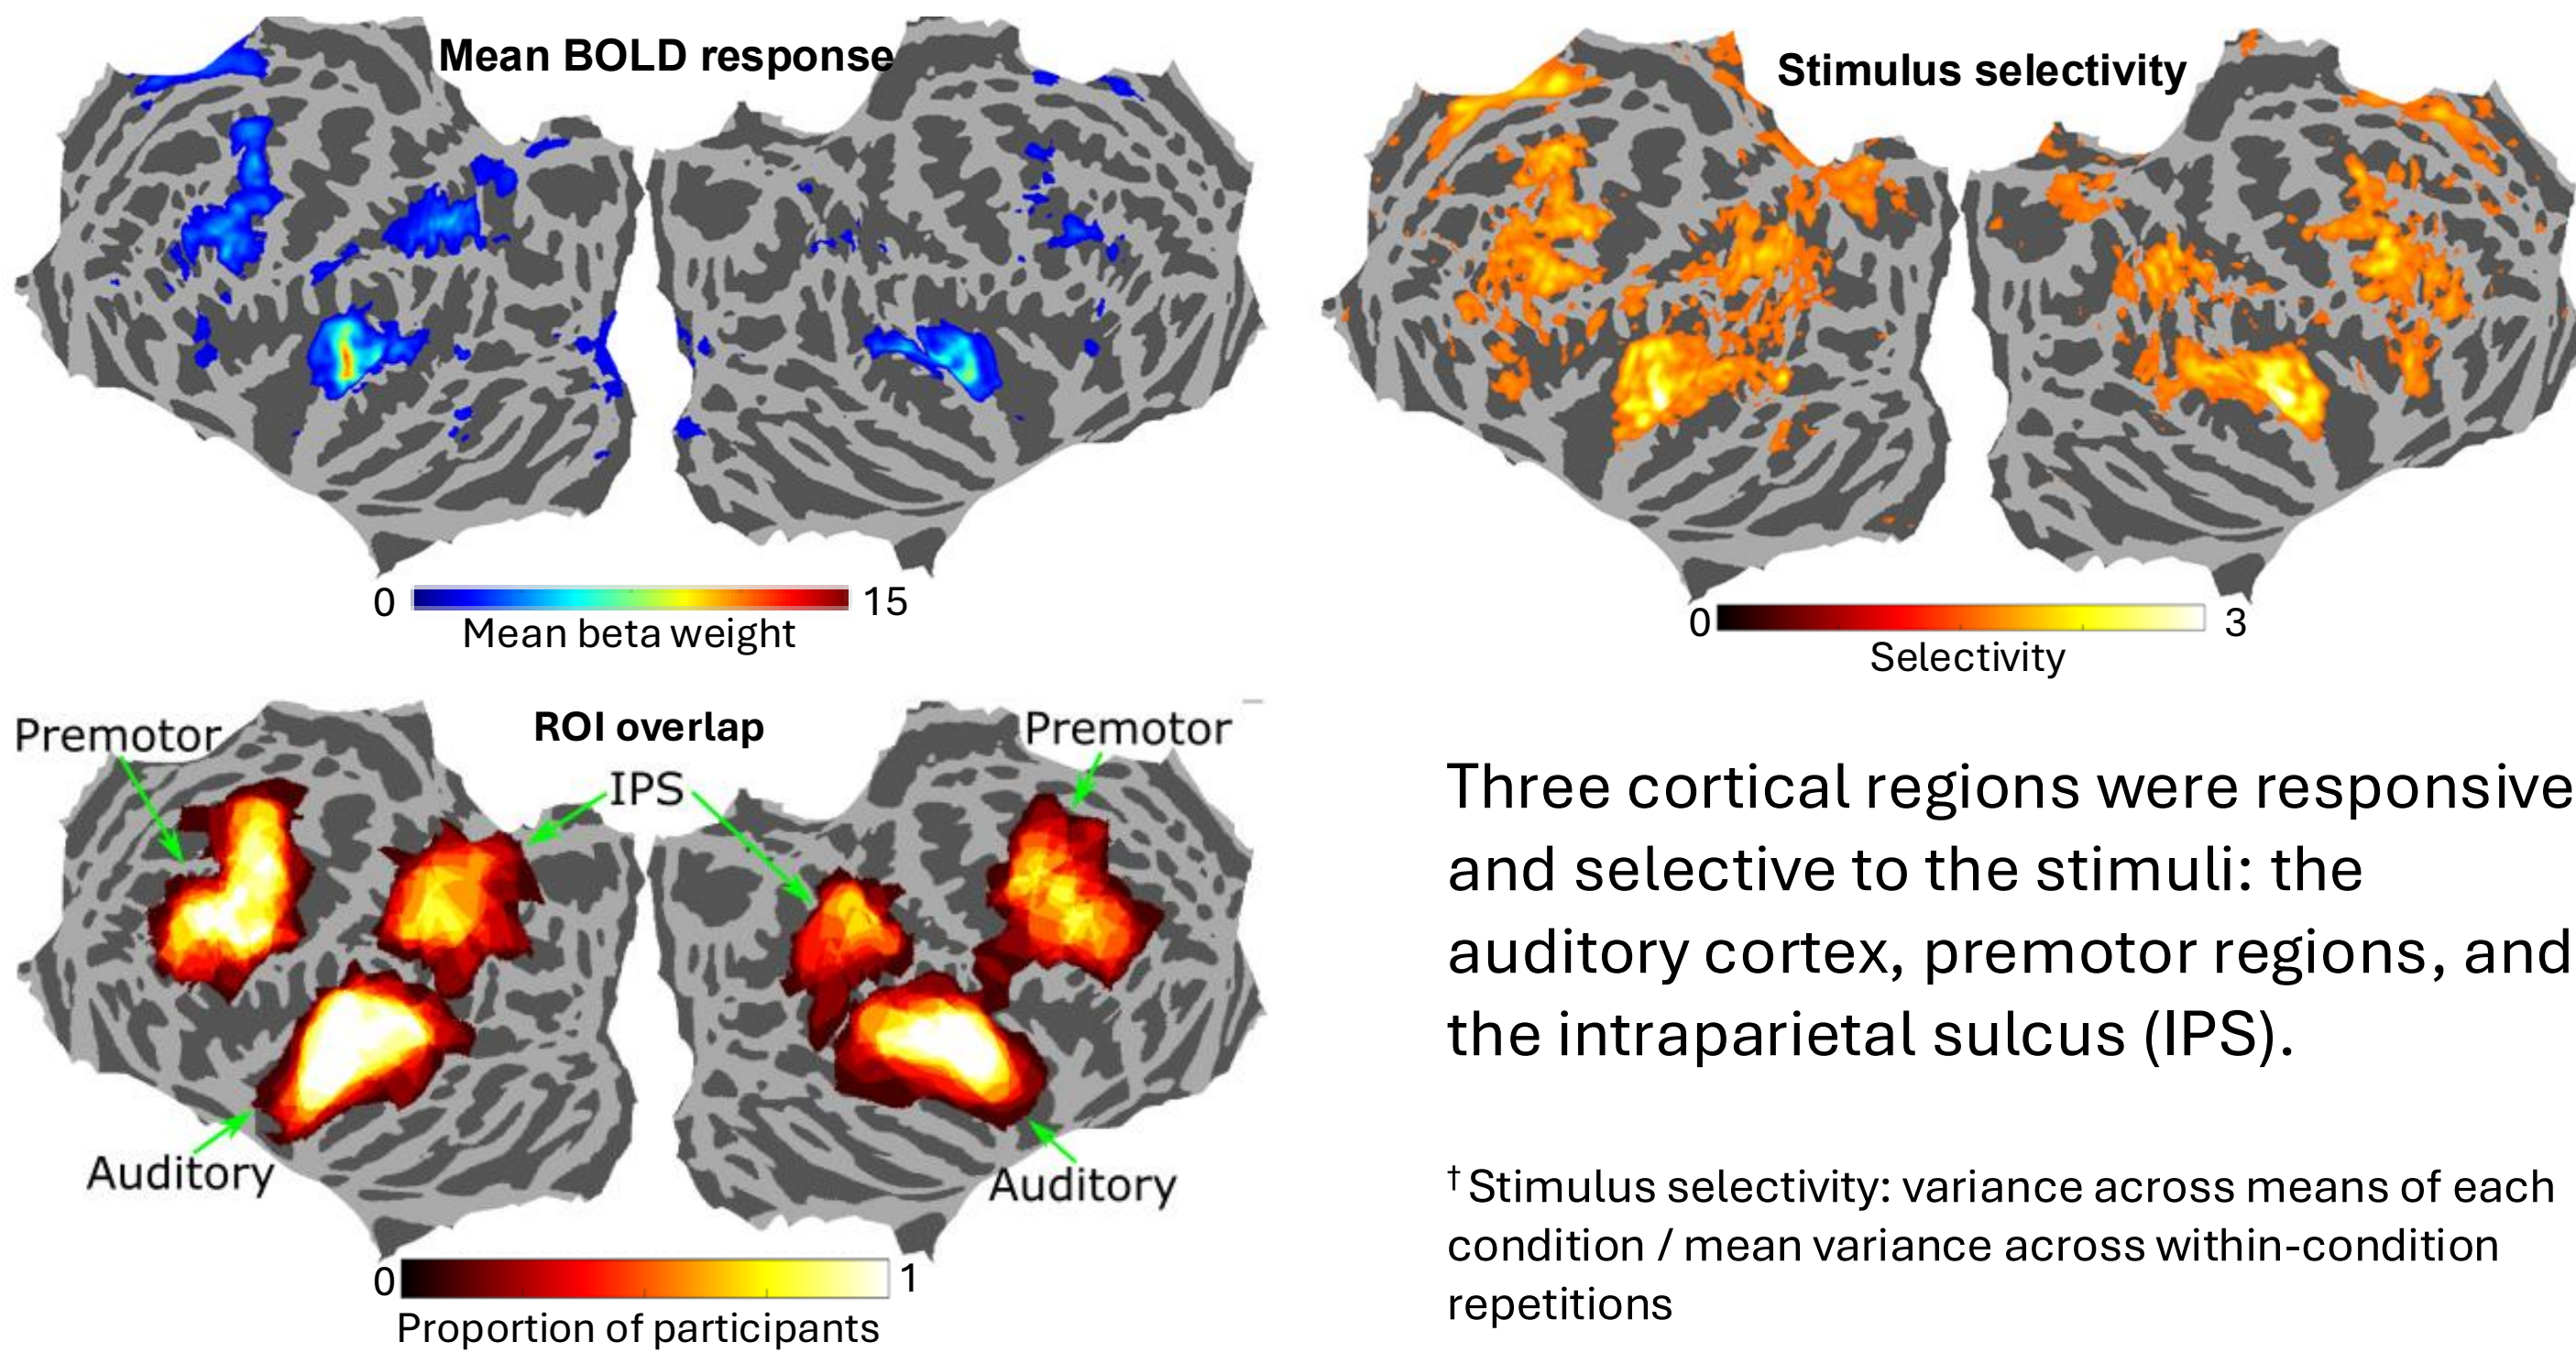 Mean BOLD response
0 15
Mean beta weight
Stimulus selectivity
0 3
Selectivity
ROI overlap
Premotor
IPS
Premotor
Auditory
Auditory
0 1
Proportion of participants
Three cortical regions were responsive
and selective to the stimuli: the
auditory cortex, premotor regions, and
the intraparietal sulcus (IPS).
† Stimulus selectivity: variance across means of each
condition / mean variance across within-condition
repetitions